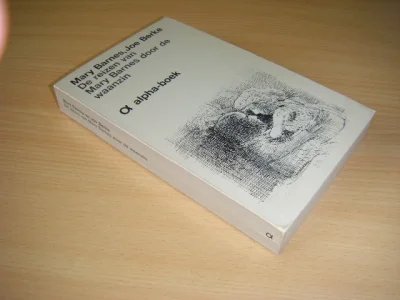 Mary Barnes, Joe Berke
De reizen van
Mary Barnes door de
waanzin
α alpha-boek